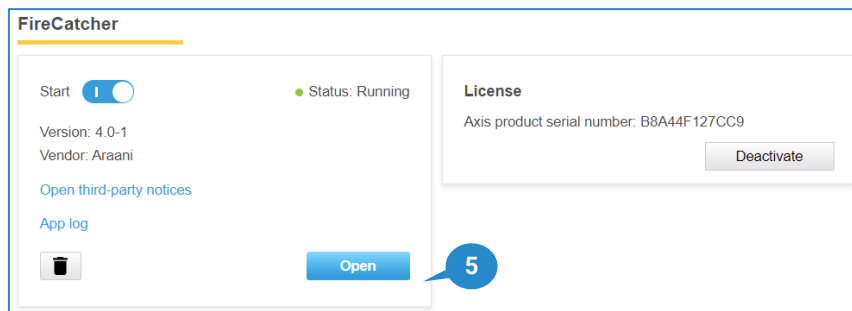 FireCatcher
Start
Status: Running
Version: 4.0-1
Vendor: Araani
Open third-party notices
App log
Open
5
License
Axis product serial number: B8A44F127CC9
Deactivate